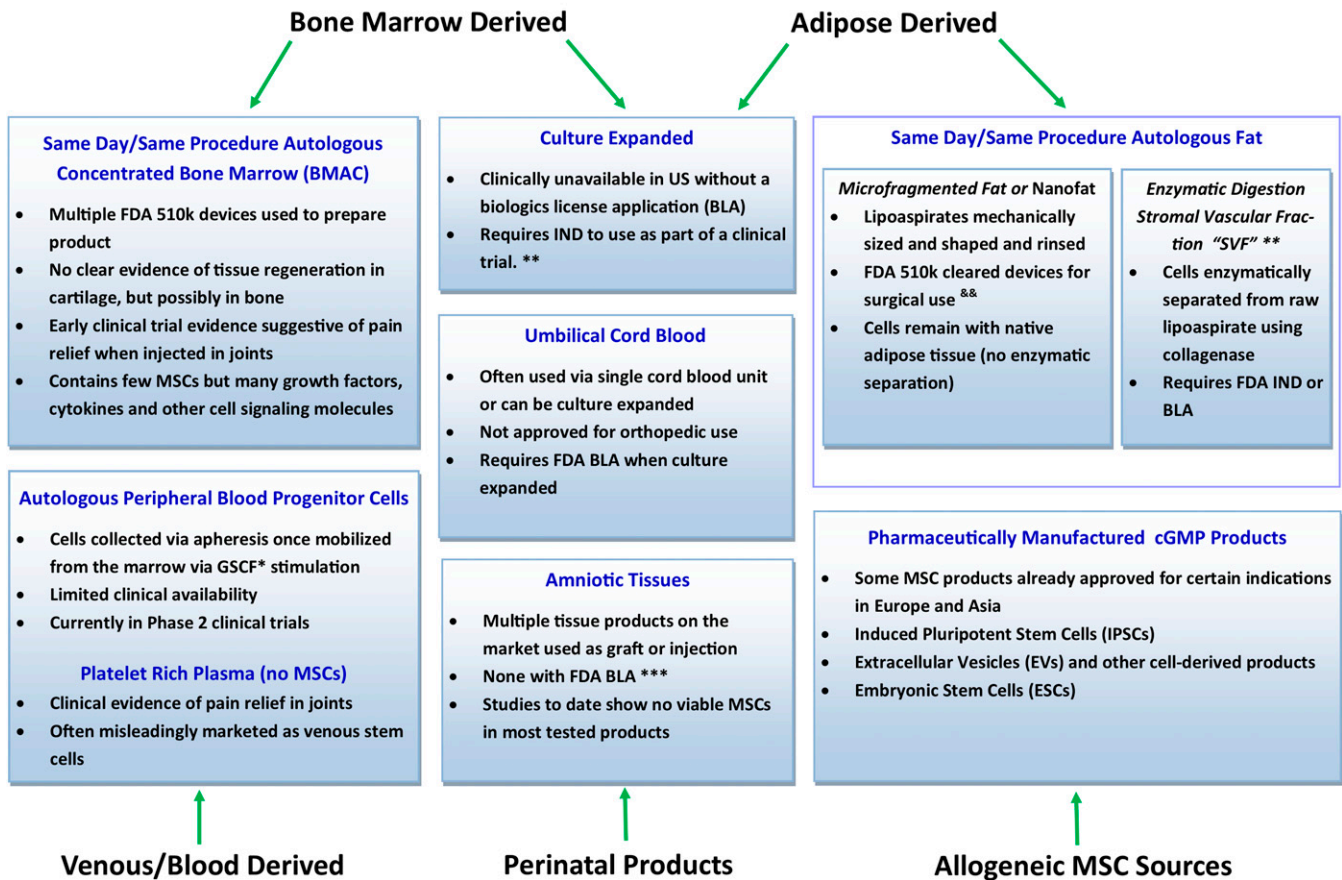 Bone Marrow Derived
Adipose Derived
Same Day/Same Procedure Autologous
Concentrated Bone Marrow (BMAC)
• Multiple FDA 510k devices used to prepare
product
• No clear evidence of tissue regeneration in
cartilage, but possibly in bone
• Early clinical trial evidence suggestive of pain
relief when injected in joints
• Contains few MSCs but many growth factors,
cytokines and other cell signaling molecules
Culture Expanded
• Clinically unavailable in US without a
biologics license application (BLA)
• Requires IND to use as part of a clinical
trial. **
Same Day/Same Procedure Autologous Fat
Microfragmented Fat or Nanofat
• Lipoaspirates mechanically
sized and shaped and rinsed
• FDA 510k cleared devices for
surgical use &&
• Cells remain with native
adipose tissue (no enzymatic
separation)
Enzymatic Digestion
Stromal Vascular Frac-
tion “SVF” **
• Cells enzymatically
separated from raw
lipoaspirate using
collagenase
• Requires FDA IND or
BLA
Umbilical Cord Blood
• Often used via single cord blood unit
or can be culture expanded
• Not approved for orthopedic use
• Requires FDA BLA when culture
expanded
Autologous Peripheral Blood Progenitor Cells
• Cells collected via apheresis once mobilized
from the marrow via GSCF* stimulation
• Limited clinical availability
• Currently in Phase 2 clinical trials
Platelet Rich Plasma (no MSCs)
• Clinical evidence of pain relief in joints
• Often misleadingly marketed as venous stem
cells
Amniotic Tissues
• Multiple tissue products on the
market used as graft or injection
• None with FDA BLA ***
• Studies to date show no viable MSCs
in most tested products
Pharmaceutically Manufactured cGMP Products
• Some MSC products already approved for certain indications
in Europe and Asia
• Induced Pluripotent Stem Cells (IPSCs)
• Extracellular Vesicles (EVs) and other cell-derived products
• Embryonic Stem Cells (ESCs)
Venous/Blood Derived
Perinatal Products
Allogeneic MSC Sources